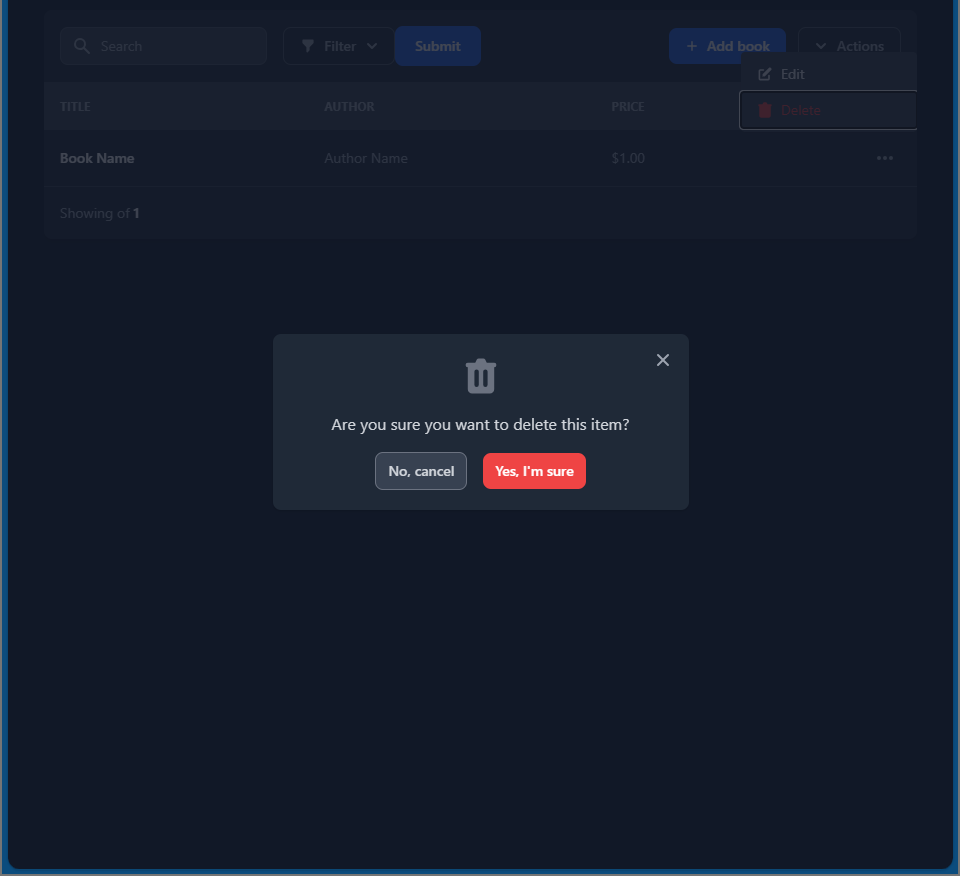 Search Filter Submit Add book Actions
Edit
TITLE AUTHOR PRICE
Delete
Book Name Author Name $1.00
Showing of 1
Are you sure you want to delete this item?
No, cancel Yes, I'm sure